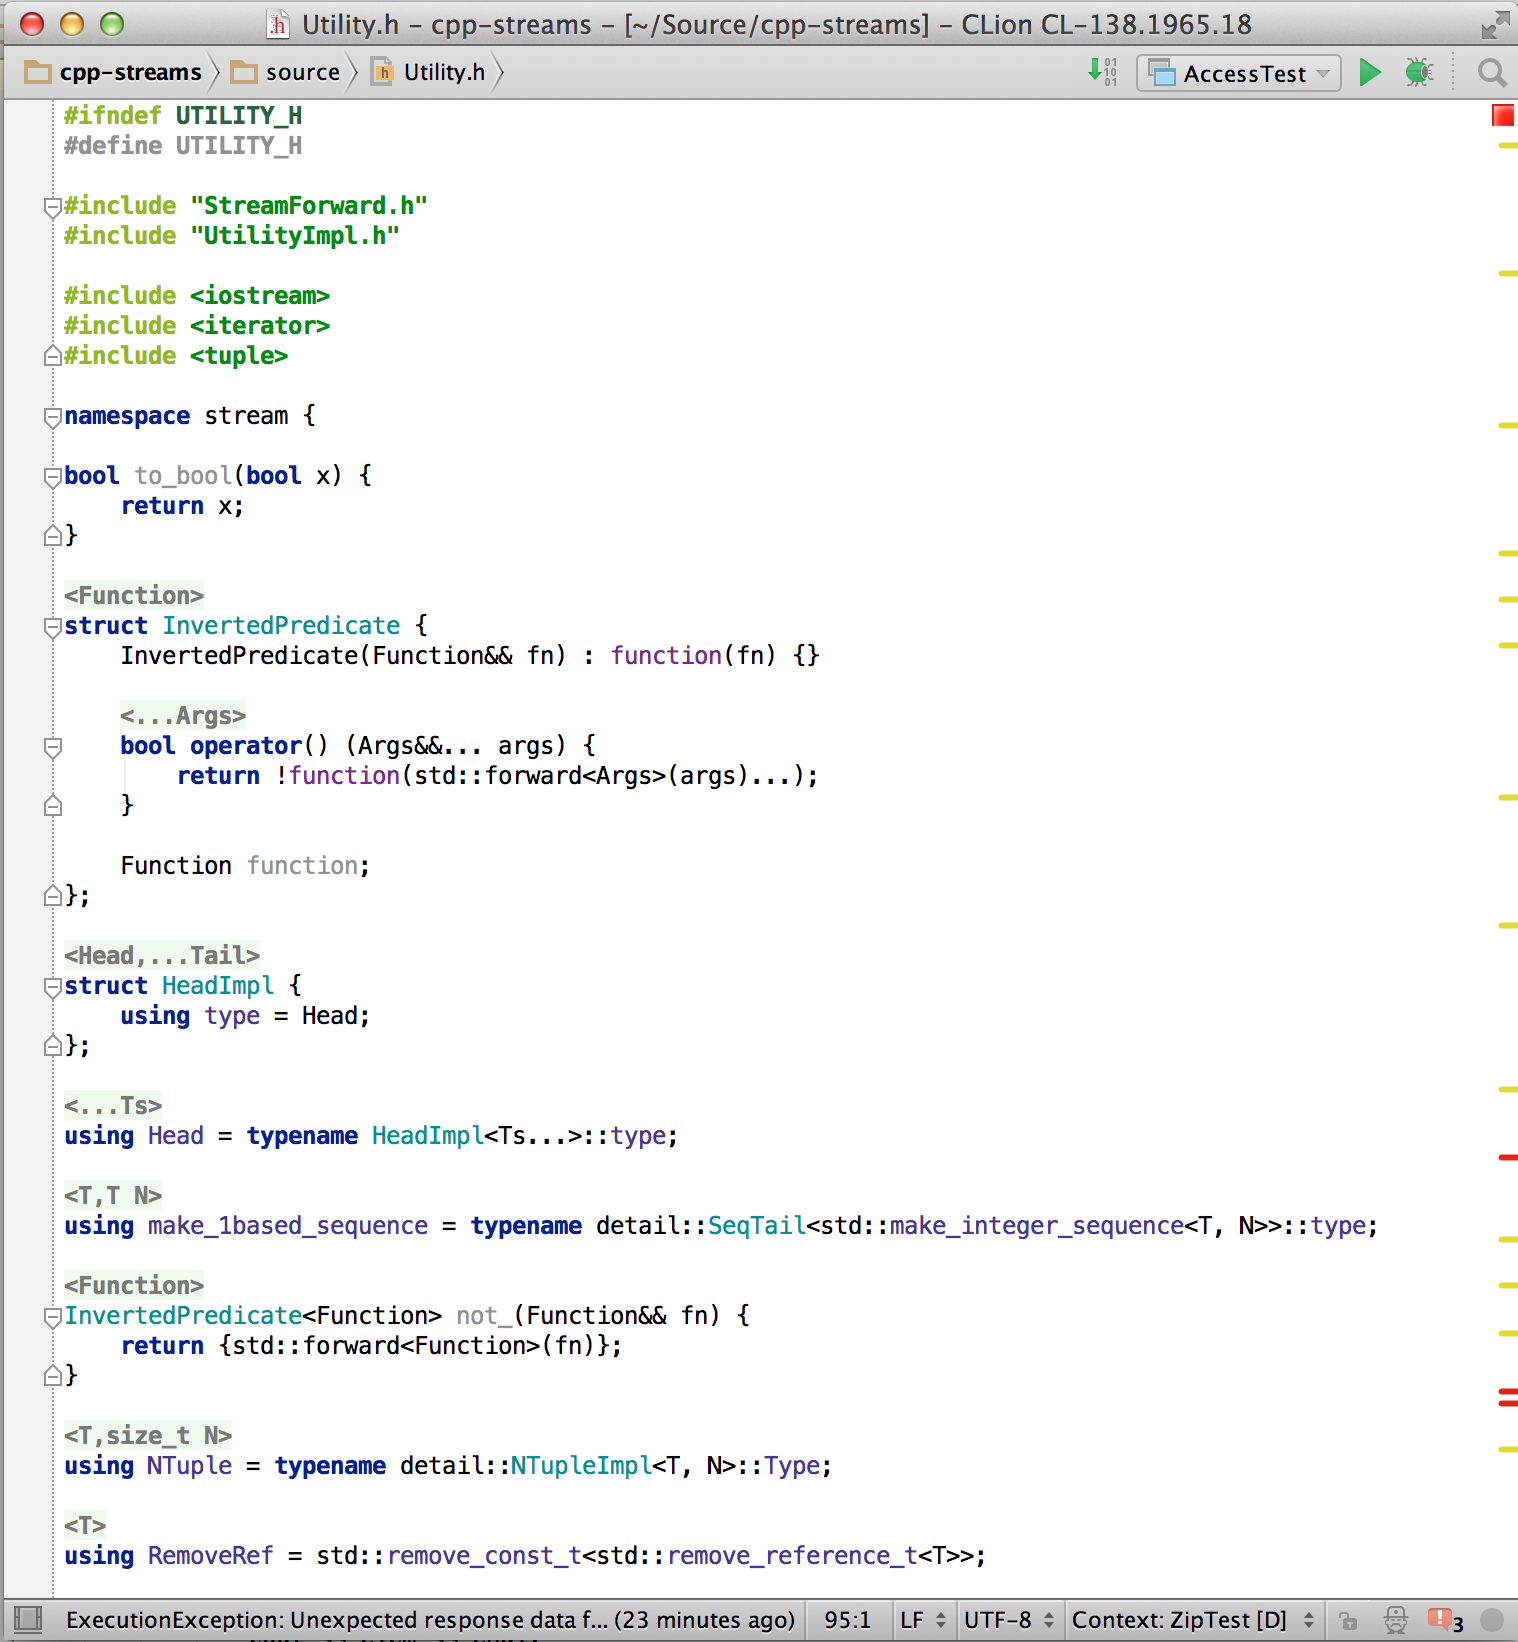 Utility.h – cpp-streams – [~/Source/cpp-streams] – CLion CL-138.1965.18
cpp-streams source Utility.h AccessTest
#ifndef UTILITY_H
#define UTILITY_H
#include "StreamForward.h"
#include "UtilityImpl.h"
#include <iostream>
#include <iterator>
#include <tuple>
namespace stream {
bool to_bool(bool x) {
return x;
}
<Function>
struct InvertedPredicate {
InvertedPredicate(Function&& fn) : function(fn) {}
<...Args>
bool operator() (Args&&... args) {
return !function(std::forward<Args>(args)...);
}
Function function;
};
<Head,...Tail>
struct HeadImpl {
using type = Head;
};
<...Ts>
using Head = typename HeadImpl<Ts...>::type;
<T,T N>
using make_1based_sequence = typename detail::SeqTail<std::make_integer_sequence<T, N>>::type;
<Function>
InvertedPredicate<Function> not_(Function&& fn) {
return {std::forward<Function>(fn)};
}
<T,size_t N>
using NTuple = typename detail::NTupleImpl<T, N>::Type;
<T>
using RemoveRef = std::remove_const_t<std::remove_reference_t<T>>;
ExecutionException: Unexpected response data f... (23 minutes ago) 95:1 LF UTF-8 Context: ZipTest [D] 3